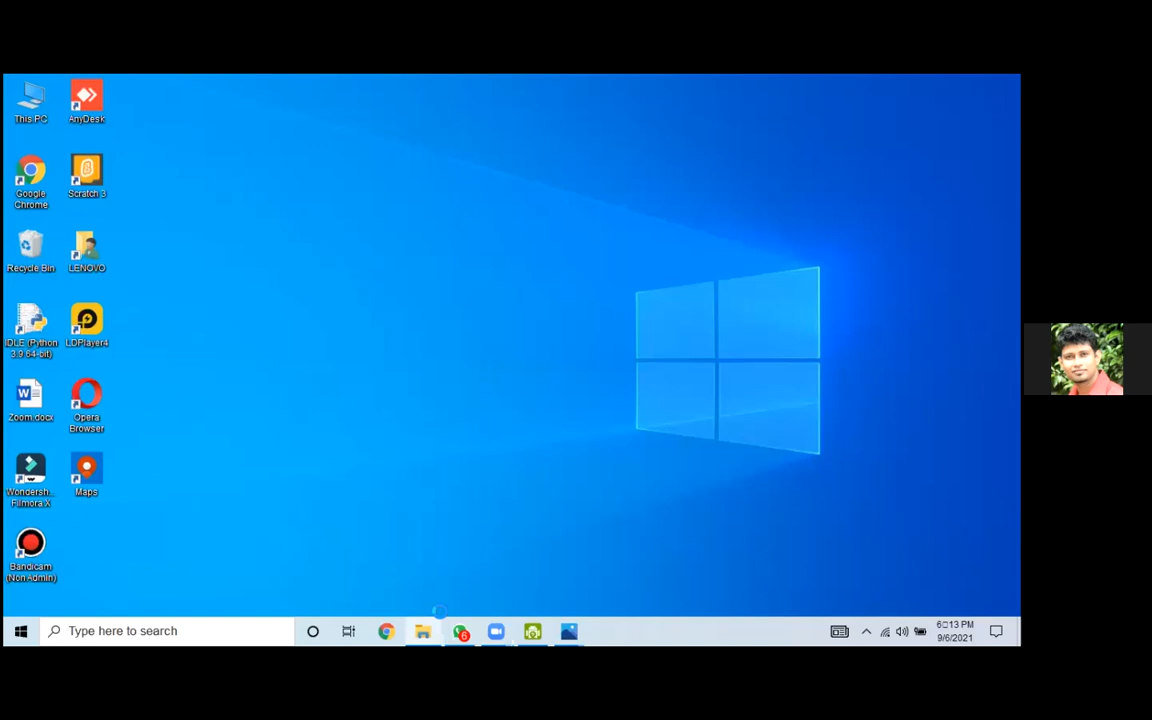 This PC
AnyDesk
Google
Chrome
Scratch 3
Recycle Bin
LENOVO
IDLE (Python
3.9 64-bit)
LDPlayer4
Zoom.docx
Opera
Browser
Wondersh...
Filmora X
Maps
Bandicam
(Non Admin)
Type here to search
6
6□13 PM
9/6/2021